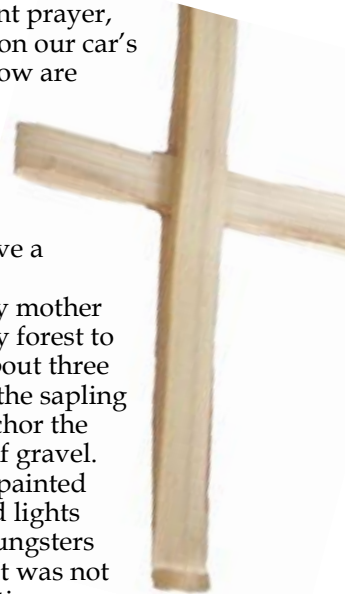 nt prayer,
on our car’s
ow are
ve a
y mother
y forest to
out three
the sapling
chor the
f gravel.
painted
d lights
ungsters
t was not